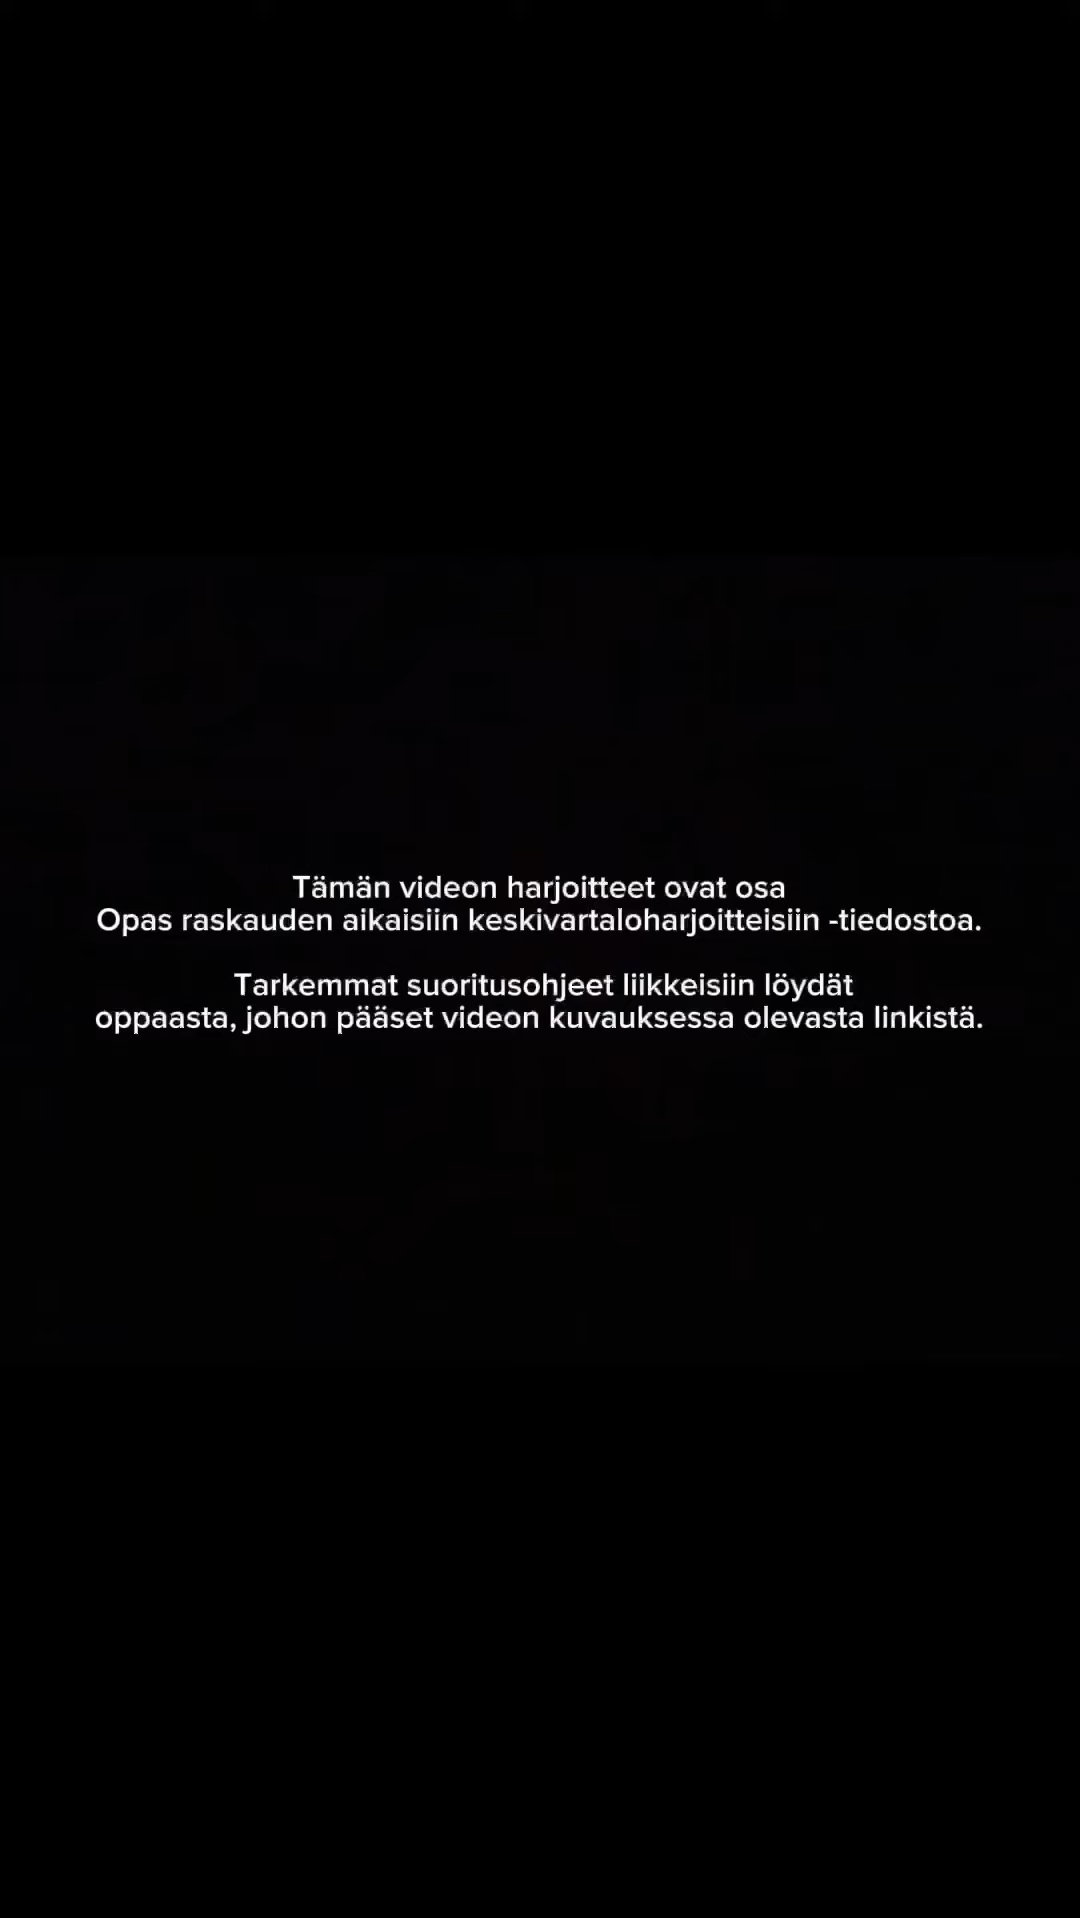 Tämän videon harjoitteet ovat osa
Opas raskauden aikaisiin keskivartaloharjoitteisiin -tiedostoa.
Tarkemmat suoritusohjeet liikkeisiin löydät
oppaasta, johon pääset videon kuvauksessa olevasta linkistä.